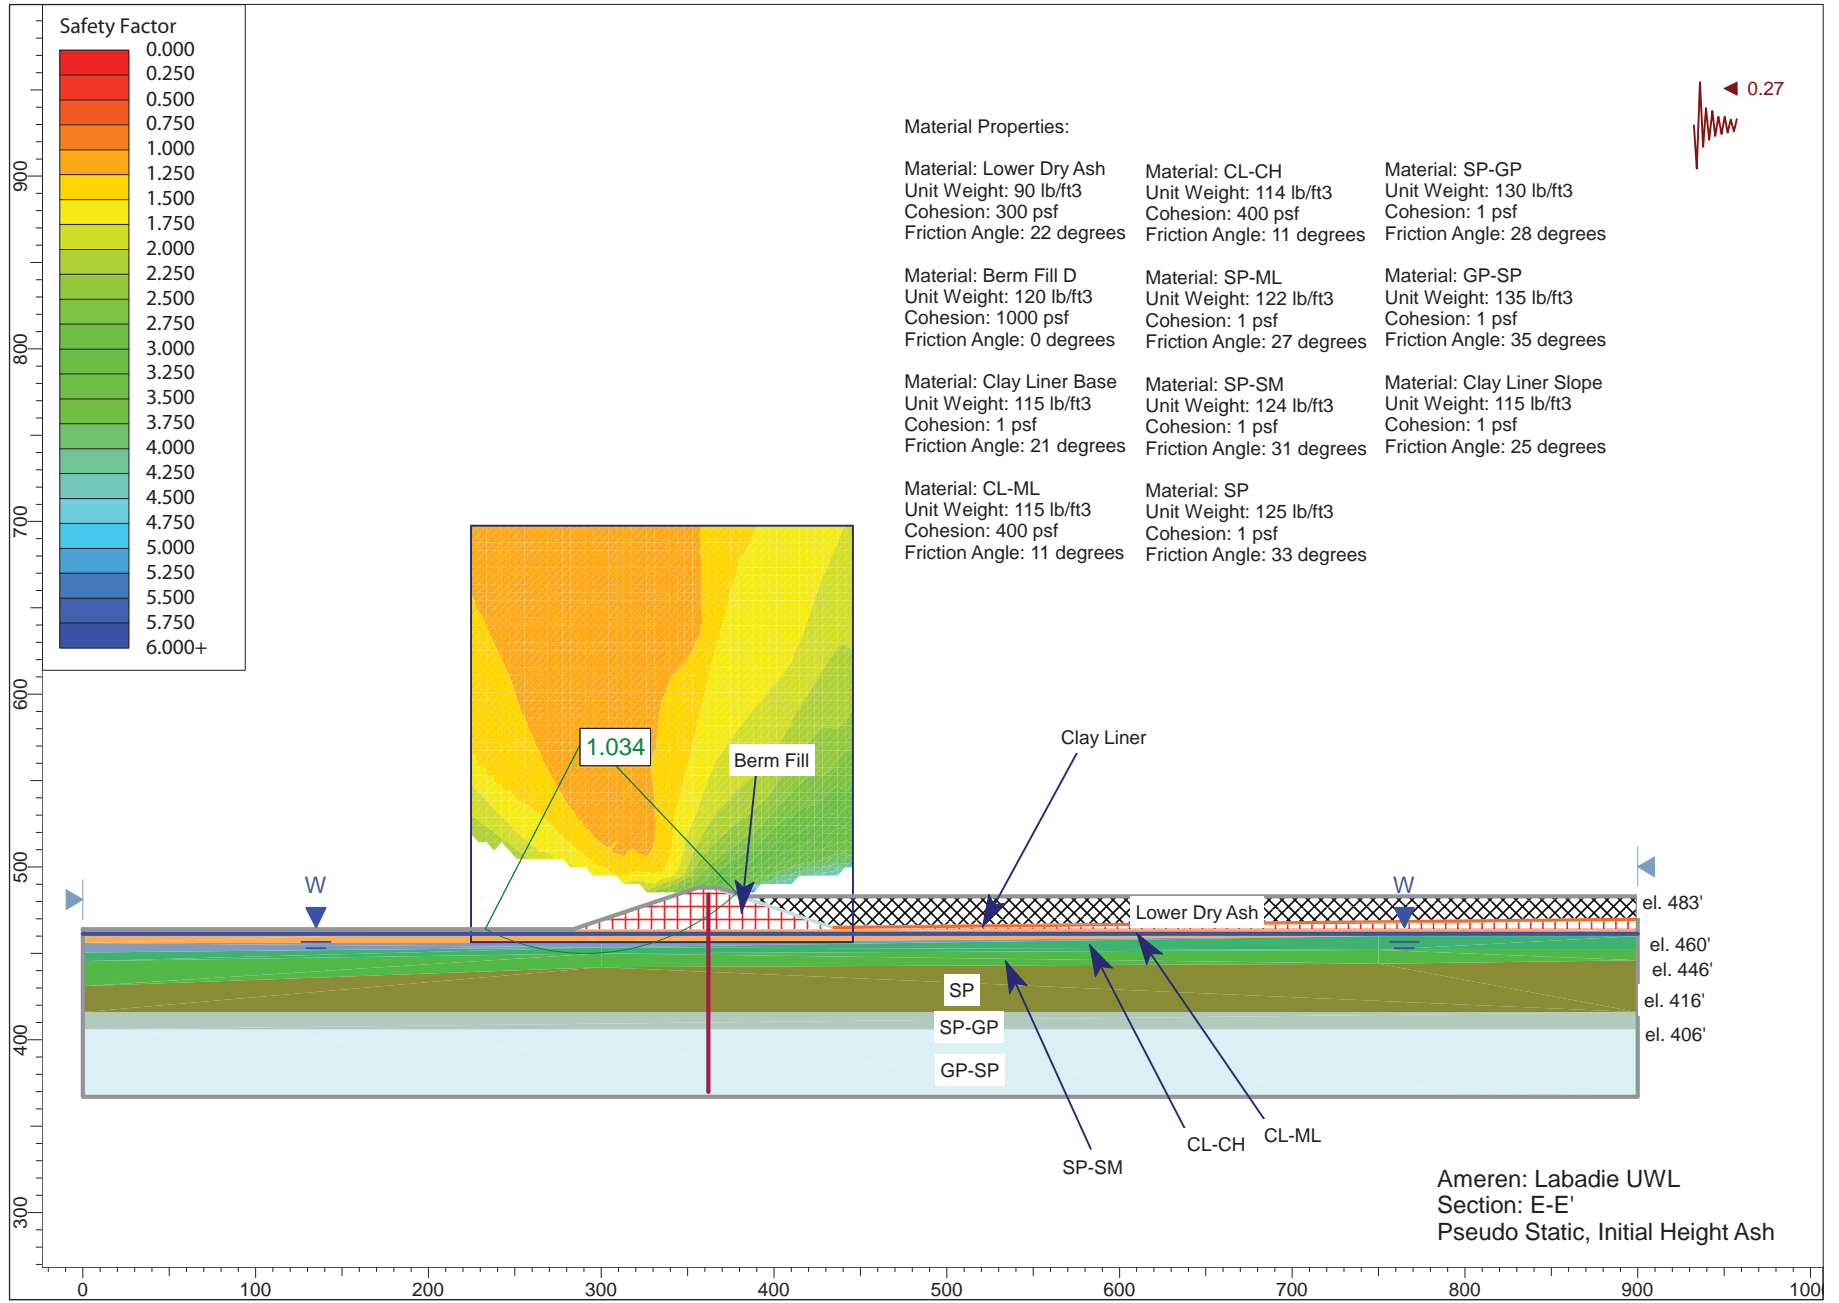 Safety Factor
0.000
0.250
0.500
0.750
1.000
1.250
1.500
1.750
2.000
2.250
2.500
2.750
3.000
3.250
3.500
3.750
4.000
4.250
4.500
4.750
5.000
5.250
5.500
5.750
6.000+
0.27
Material Properties:
Material: Lower Dry Ash
Unit Weight: 90 lb/ft3
Cohesion: 300 psf
Friction Angle: 22 degrees
Material: Berm Fill D
Unit Weight: 120 lb/ft3
Cohesion: 1000 psf
Friction Angle: 0 degrees
Material: Clay Liner Base
Unit Weight: 115 lb/ft3
Cohesion: 1 psf
Friction Angle: 21 degrees
Material: CL-ML
Unit Weight: 115 lb/ft3
Cohesion: 400 psf
Friction Angle: 11 degrees
Material: CL-CH
Unit Weight: 114 lb/ft3
Cohesion: 400 psf
Friction Angle: 11 degrees
Material: SP-ML
Unit Weight: 122 lb/ft3
Cohesion: 1 psf
Friction Angle: 27 degrees
Material: SP-SM
Unit Weight: 124 lb/ft3
Cohesion: 1 psf
Friction Angle: 31 degrees
Material: SP
Unit Weight: 125 lb/ft3
Cohesion: 1 psf
Friction Angle: 33 degrees
Material: SP-GP
Unit Weight: 130 lb/ft3
Cohesion: 1 psf
Friction Angle: 28 degrees
Material: GP-SP
Unit Weight: 135 lb/ft3
Cohesion: 1 psf
Friction Angle: 35 degrees
Material: Clay Liner Slope
Unit Weight: 115 lb/ft3
Cohesion: 1 psf
Friction Angle: 25 degrees
900
800
700
600
500
400
300
1.034
Berm Fill
Clay Liner
W
W
Lower Dry Ash
el. 483'
el. 460'
el. 446'
el. 416'
el. 406'
SP
SP-GP
GP-SP
SP-SM
CL-CH
CL-ML
Ameren: Labadie UWL
Section: E-E'
Pseudo Static, Initial Height Ash
0
100
200
300
400
500
600
700
800
900
100